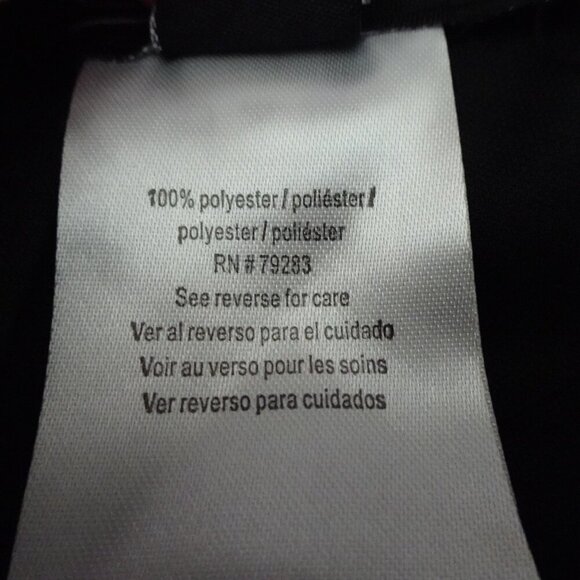 100% polyester / poliéster /
polyester / poliéster
RN # 79283
See reverse for care
Ver al reverso para el cuidado
Voir au verso pour les soins
Ver reverso para cuidados